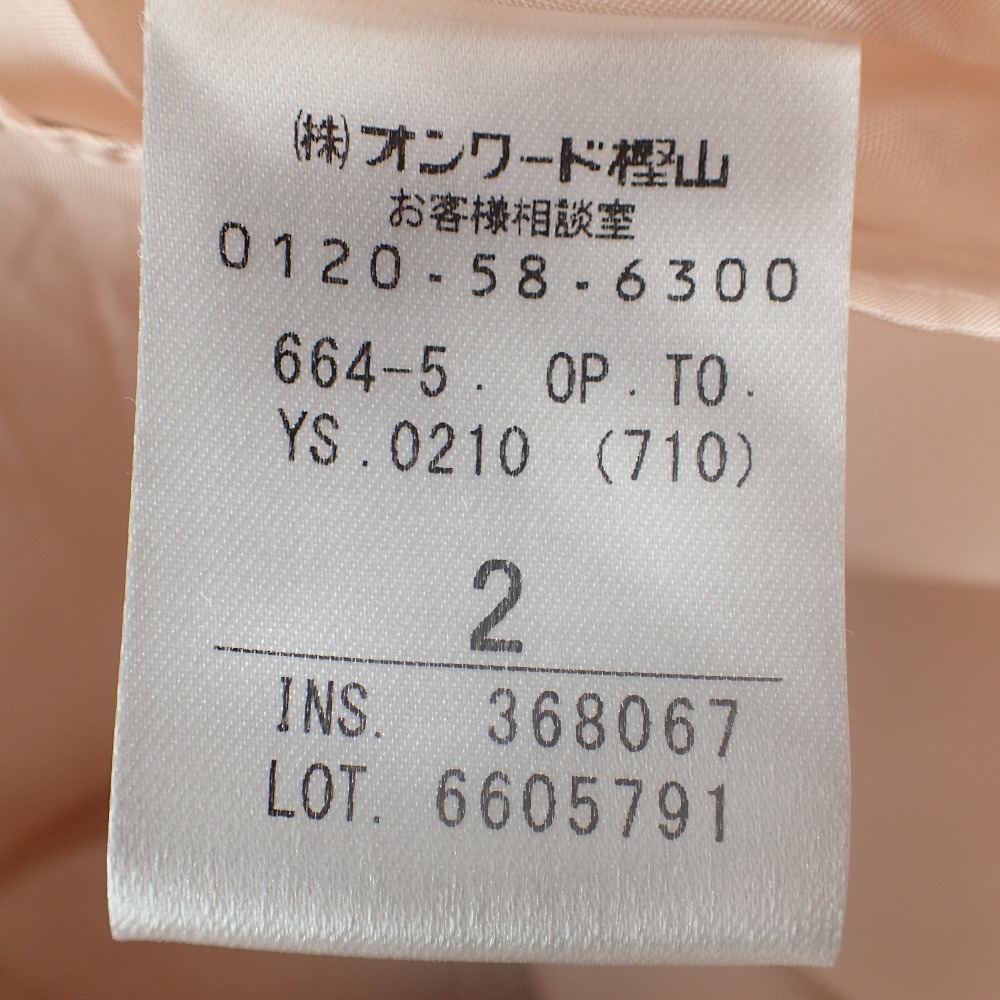 (株)オンワード樫山
お客様相談室
0120-58-6300
664-5. OP.TO.
YS.0210 (710)
2
INS. 368067
LOT. 6605791